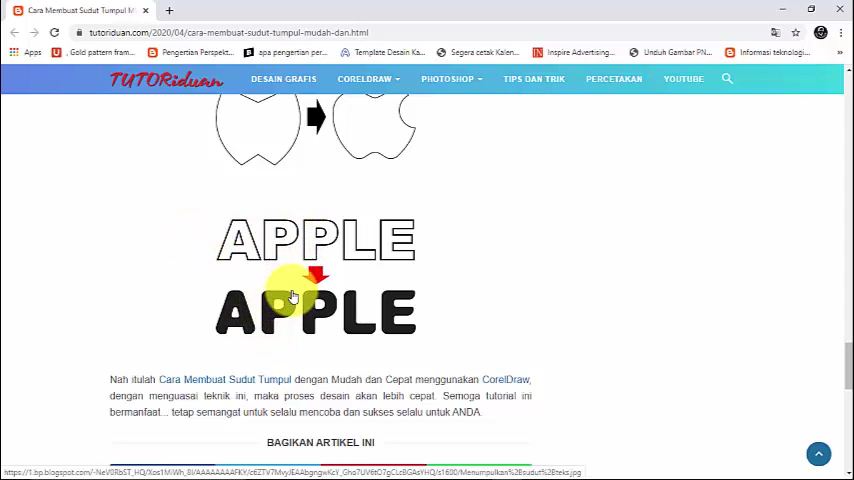 Cara Membuat Sudut Tumpul M
tutoriduan.com/2020/04/cara-membuat-sudut-tumpul-mudah-dan.html
Apps , Gold pattern fram... Pengertian Perspekt... apa pengertian per... Template Desain Ka... Segera cetak Kalen... Inspire Advertising,... Unduh Gambar PN... Informasi teknologi... »
TUTORiduan DESAIN GRAFIS CORELDRAW PHOTOSHOP TIPS DAN TRIK PERCETAKAN YOUTUBE
APPLE
APPLE
Nah itulah Cara Membuat Sudut Tumpul dengan Mudah dan Cepat menggunakan CorelDraw,
dengan menguasai teknik ini, maka proses desain akan lebih cepat. Semoga tutorial ini
bermanfaat... tetap semangat untuk selalu mencoba dan sukses selalu untuk ANDA.
BAGIKAN ARTIKEL INI